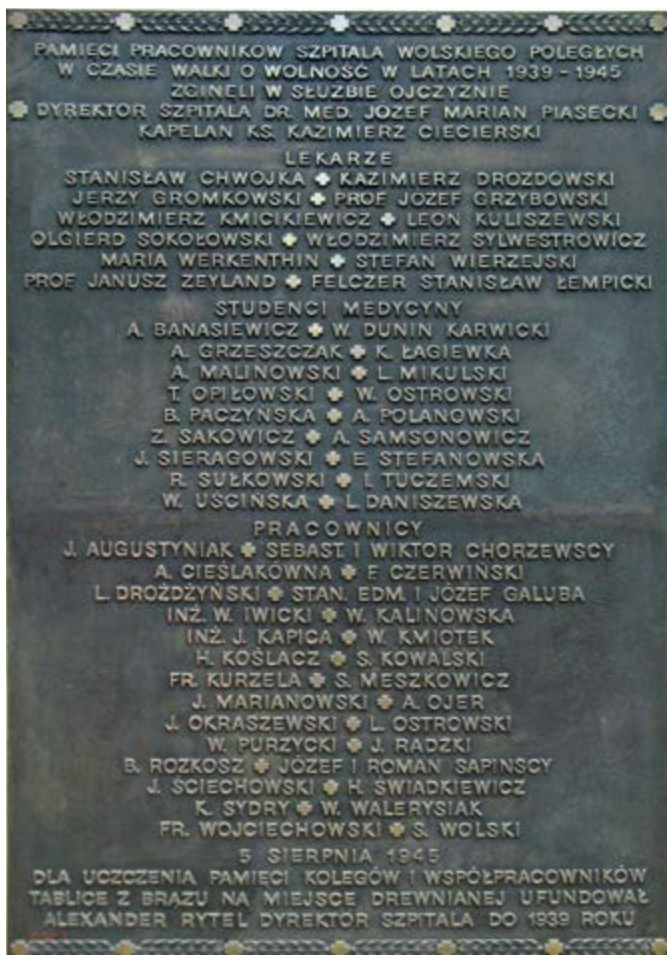 PAMIĘCI PRACOWNIKÓW SZPITALA WOLSKIEGO POLEGŁYCH
W CZASIE WALKI O WOLNOŚĆ W LATACH 1939-1945
ZGINĘLI W SŁUŻBIE OJCZYZNIE
DYREKTOR SZPITALA DR. MED. JÓZEF MARIAN PIASECKI
KAPELAN KS. KAZIMIERZ CIECIERSKI
LEKARZE
STANISŁAW CHWOJKA ✚ KAZIMIERZ DROZDOWSKI
JERZY GROMKOWSKI ✚ PROF JÓZEF GRZYBOWSKI
WŁODZIMIERZ KMICIKIEWICZ ✚ LEON KULISZEWSKI
OLGIERD SOKOŁOWSKI ✚ WŁODZIMIERZ SYLWESTROWICZ
MARIA WERKENTHIN ✚ STEFAN WIERZEJSKI
PROF JANUSZ ZEYLAND ✚ FELCZER STANISŁAW ŁEMPICKI
STUDENCI MEDYCYNY
A. BANASIEWICZ ✚ W. DUNIN KARWICKI
A. GRZESZCZAK ✚ K. ŁAGIEWKA
A. MALINOWSKI ✚ L. MIKULSKI
T. OPIŁOWSKI ✚ W. OSTROWSKI
B. PACZYŃSKA ✚ A. POLANOWSKI
Z. SAKOWICZ ✚ A. SAMSONOWICZ
J. SIERAGOWSKI ✚ E. STEFANOWSKA
R. SUŁKOWSKI ✚ I. TUCZEMSKI
W. UŚCIŃSKA ✚ L. DANISZEWSKA
PRACOWNICY
J. AUGUSTYNIAK ✚ SEBAST. I WIKTOR CHORZEWSCY
A. CIEŚLAKÓWNA ✚ F. CZERWIŃSKI
L. DROŻDŻYŃSKI ✚ STAN. EDM. I JÓZEF GALUBA
INŻ. W. IWICKI ✚ W. KALINOWSKA
INŻ. J. KAPICA ✚ W. KMIOTEK
H. KOŚLACZ ✚ S. KOWALSKI
FR. KURZELA ✚ S. MESZKOWICZ
J. MARIANOWSKI ✚ A. OJER
J. OKRASZEWSKI ✚ L. OSTROWSKI
W. PURZYCKI ✚ J. RADZKI
B. ROZKOSZ ✚ JÓZEF I ROMAN SAPIŃSCY
J. ŚCIECHOWSKI ✚ H. ŚWIADKIEWICZ
K. SYDRY ✚ W. WALERYSIAK
FR. WOJCIECHOWSKI ✚ S. WOLSKI
5 SIERPNIA 1945
DLA UCZCZENIA PAMIĘCI KOLEGÓW I WSPÓŁPRACOWNIKÓW
TABLICE Z BRĄZU NA MIEJSCE DREWNIANEJ UFUNDOWAŁ
ALEXANDER RYTEL DYREKTOR SZPITALA DO 1939 ROKU